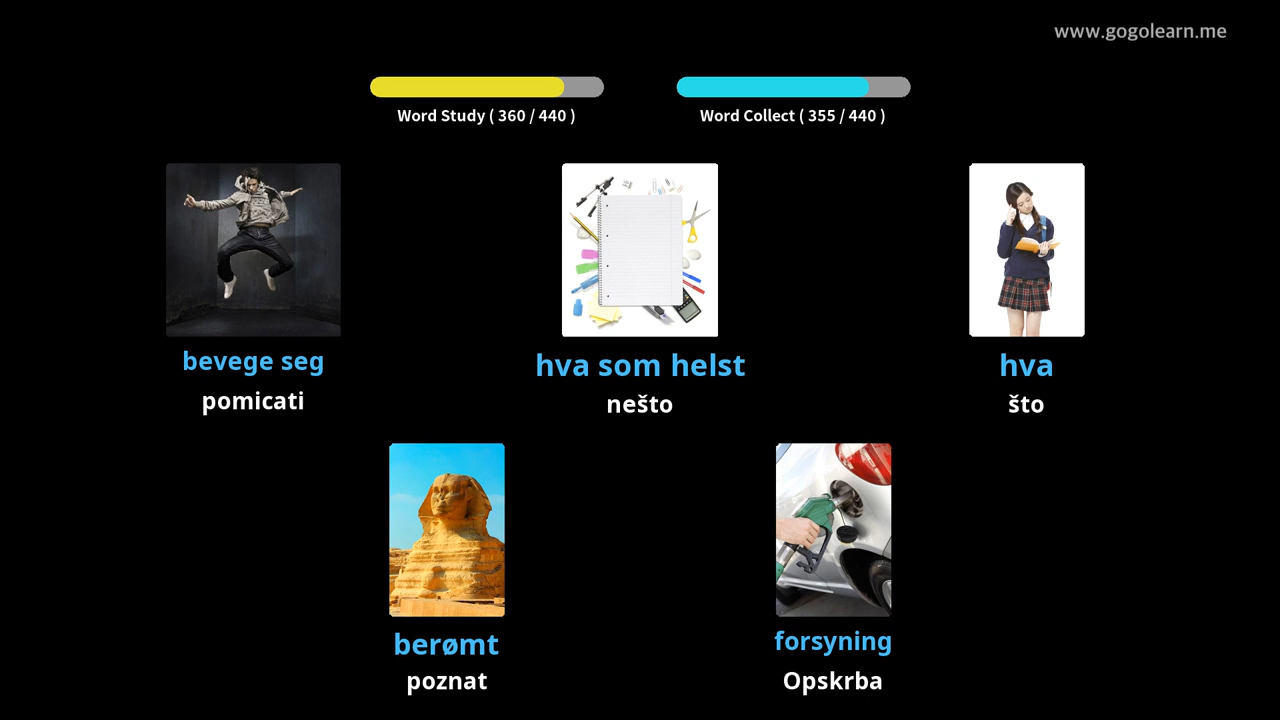 www.gogolearn.me
Word Study ( 360 / 440 )
Word Collect ( 355 / 440 )
bevege seg
pomicati
hva som helst
nešto
hva
što
berømt
poznat
forsyning
Opskrba